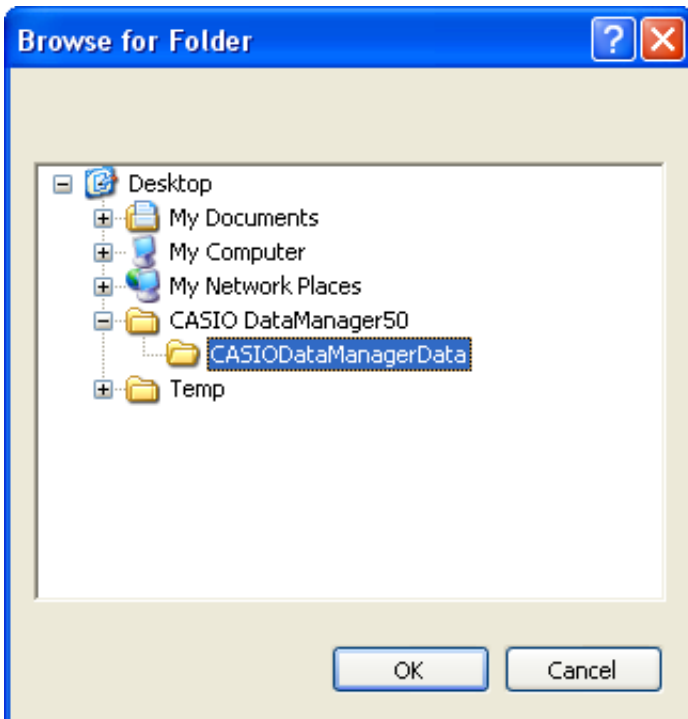 Browse for Folder
Desktop
My Documents
My Computer
My Network Places
CASIO DataManager50
CASIODataManagerData
Temp
OK Cancel